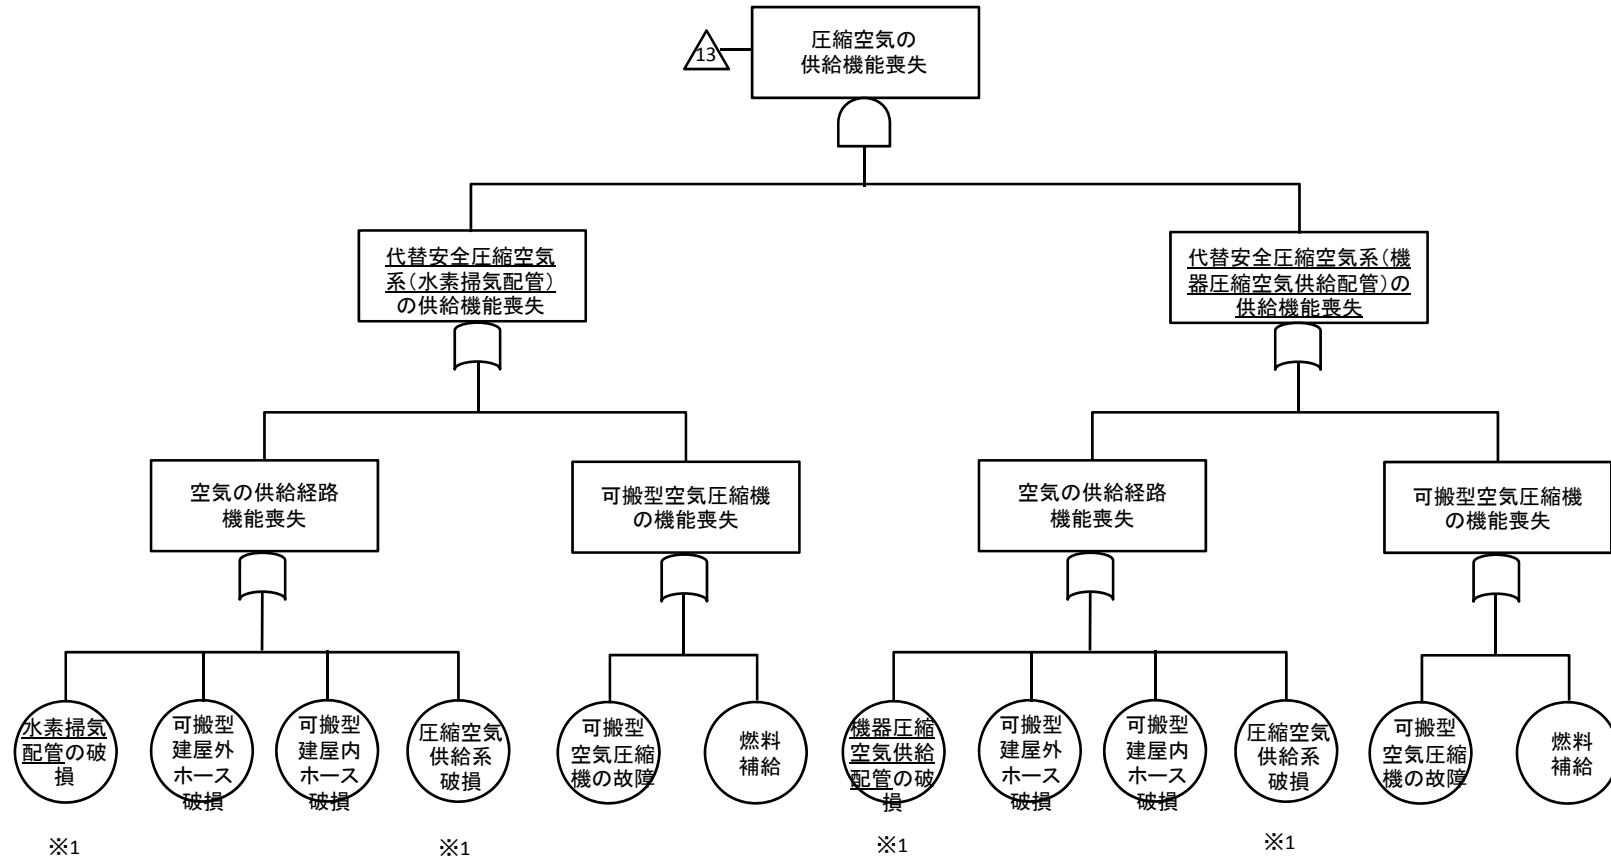 圧縮空気の
供給機能喪失
13
代替安全圧縮空気
系(水素掃気配管)
の供給機能喪失
代替安全圧縮空気系(機
器圧縮空気供給配管)の
供給機能喪失
空気の供給経路
機能喪失
可搬型空気圧縮機
の機能喪失
空気の供給経路
機能喪失
可搬型空気圧縮機
の機能喪失
水素掃気
配管の破
損
可搬型
建屋外
ホース
破損
可搬型
建屋内
ホース
破損
圧縮空気
供給系
破損
可搬型
空気圧縮
機の故障
燃料
補給
機器圧縮
空気供給
配管の破
損
可搬型
建屋外
ホース
破損
可搬型
建屋内
ホース
破損
圧縮空気
供給系
破損
可搬型
空気圧縮
機の故障
燃料
補給
※1
※1
※1
※1